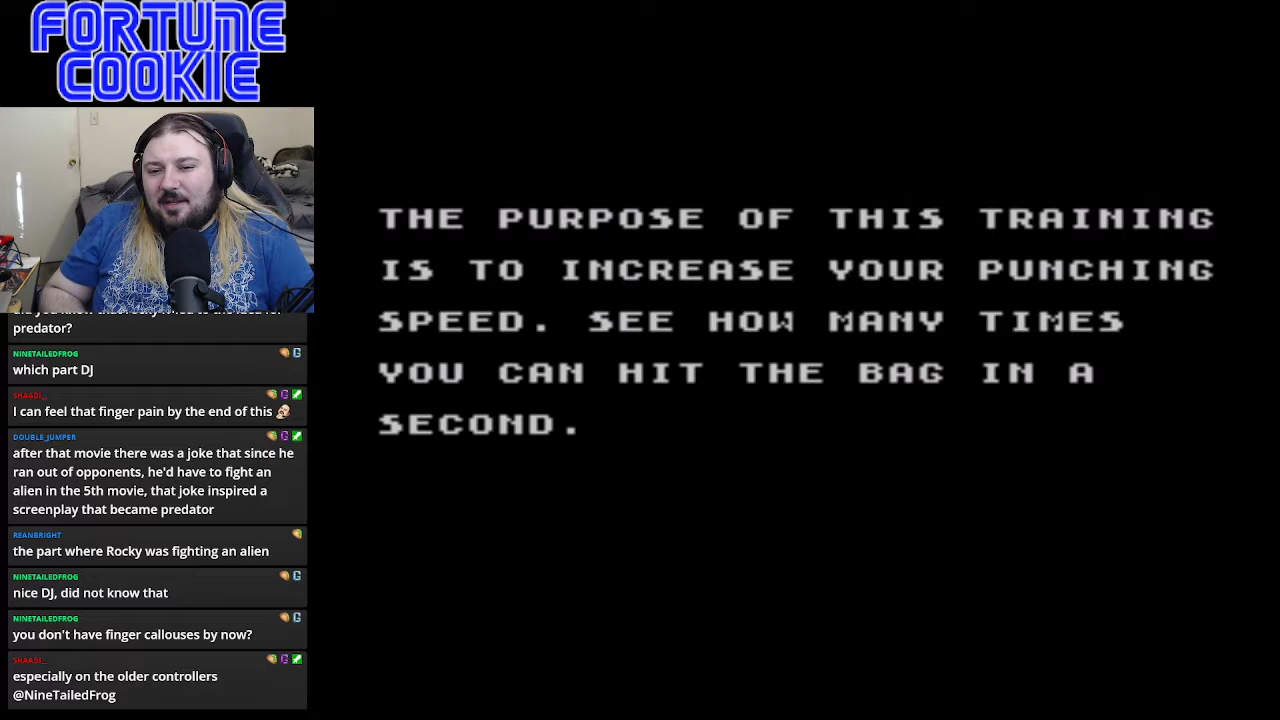 FORTUNE
COOKIE
THE PURPOSE OF THIS TRAINING
IS TO INCREASE YOUR PUNCHING
SPEED. SEE HOW MANY TIMES
YOU CAN HIT THE BAG IN A
SECOND.
predator?
NINETAILEDFROG
which part DJ
SHAADI__
I can feel that finger pain by the end of this
DOUBLE_JUMPER
after that movie there was a joke that since he
ran out of opponents, he'd have to fight an
alien in the 5th movie, that joke inspired a
screenplay that became predator
REANBRIGHT
the part where Rocky was fighting an alien
NINETAILEDFROG
nice DJ, did not know that
NINETAILEDFROG
you don't have finger callouses by now?
SHAADI__
especially on the older controllers
@NineTailedFrog